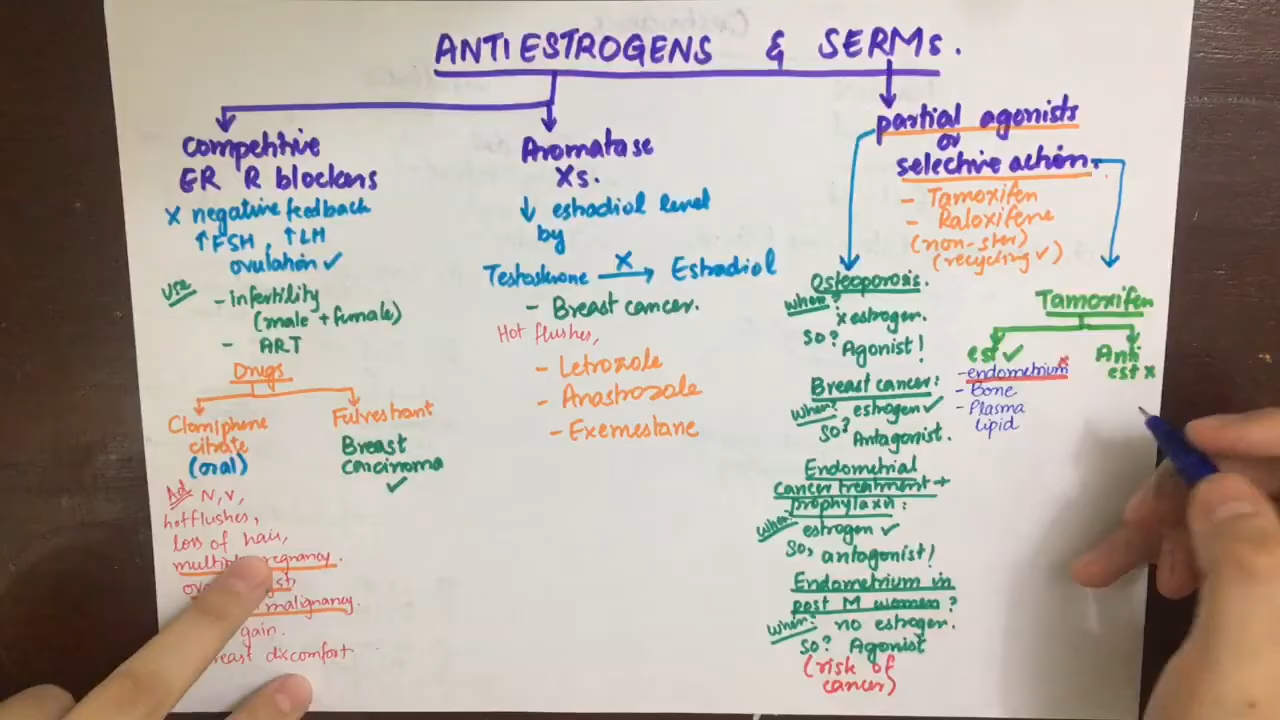 ANTIESTROGENS & SERMs.
Competitive
ER R blockers
X negative feedback
↑FSH, ↑LH
ovulation ✓
Use
- infertility
(male + fumale)
- ART
Drugs
Clomiphene
citrate
(oral)
Fulvestrant
Breast
carcinoma
✓
Ad N, V,
hotflushes,
loss of hair,
pregnancy.
malignancy.
gain.
discomfort
Aromatase
Xs.
↓ estradiol level
by
Testosterone X→ Estradiol
- Breast cancer.
Hot flushes,
- Letrozole
- Anastrozole
- Exemestane
partial agonists
or
selective action.
- Tamoxifen
- Raloxifene
(non-ster)
(recycling ✓)
Osteoporosis.
when?
X estrogen.
So? Agonist!
Breast cancer:
when? estrogen ✓
So? Antagonist.
Endometrial
cancer treatment +
prophylaxis:
when? estrogen ✓
So, antagonist!
Endometrium in
post M women?
when? no estrogen.
So? Agonist
(risk of
cancer)
Tamoxifen
est ✓
- endometrium x
- Bone
- Plasma
lipid
Anti
est x